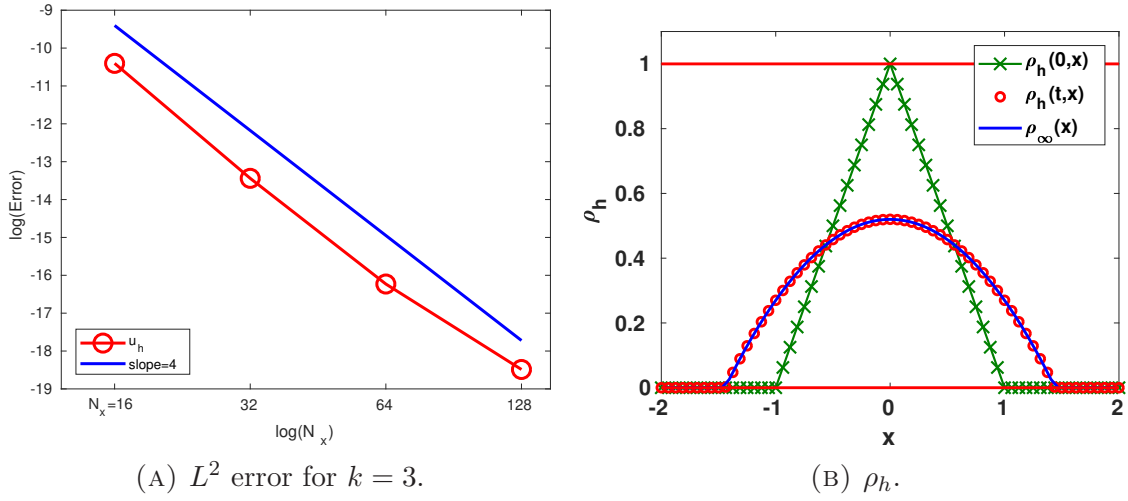 -9
-10
-11
-12
-13
-14
-15
-16
-17
-18
-19
log(Error)
u_h
slope=4
N_x=16
32
64
128
log(N_x)
(A) L² error for k = 3.
1
0.8
0.6
0.4
0.2
0
ρ_h
ρ_h(0,x)
ρ_h(t,x)
ρ_∞(x)
-2
-1
0
1
2
x
(B) ρ_h.